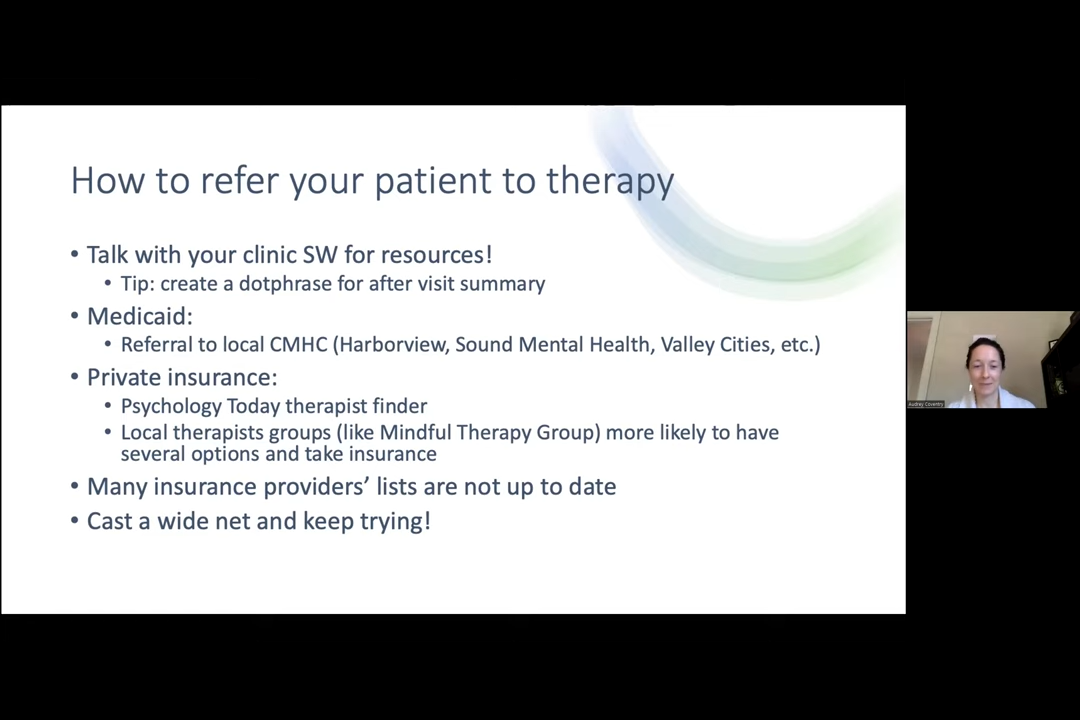 How to refer your patient to therapy
• Talk with your clinic SW for resources!
• Tip: create a dotphrase for after visit summary
• Medicaid:
• Referral to local CMHC (Harborview, Sound Mental Health, Valley Cities, etc.)
• Private insurance:
• Psychology Today therapist finder
• Local therapists groups (like Mindful Therapy Group) more likely to have
several options and take insurance
• Many insurance providers’ lists are not up to date
• Cast a wide net and keep trying!
Audrey Coventry